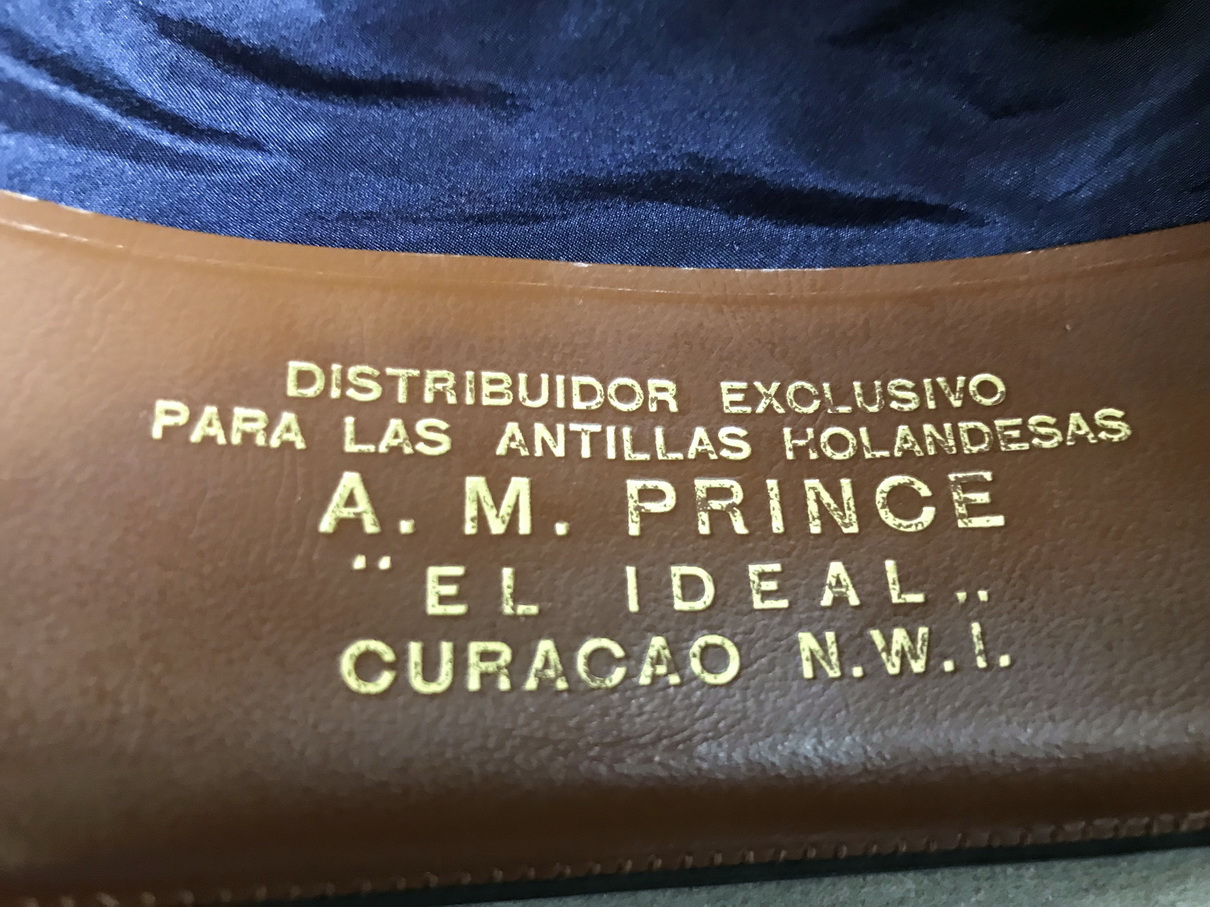 DISTRIBUIDOR EXCLUSIVO
PARA LAS ANTILLAS HOLANDESAS
A. M. PRINCE
"EL IDEAL„
CURACAO N.W.I.